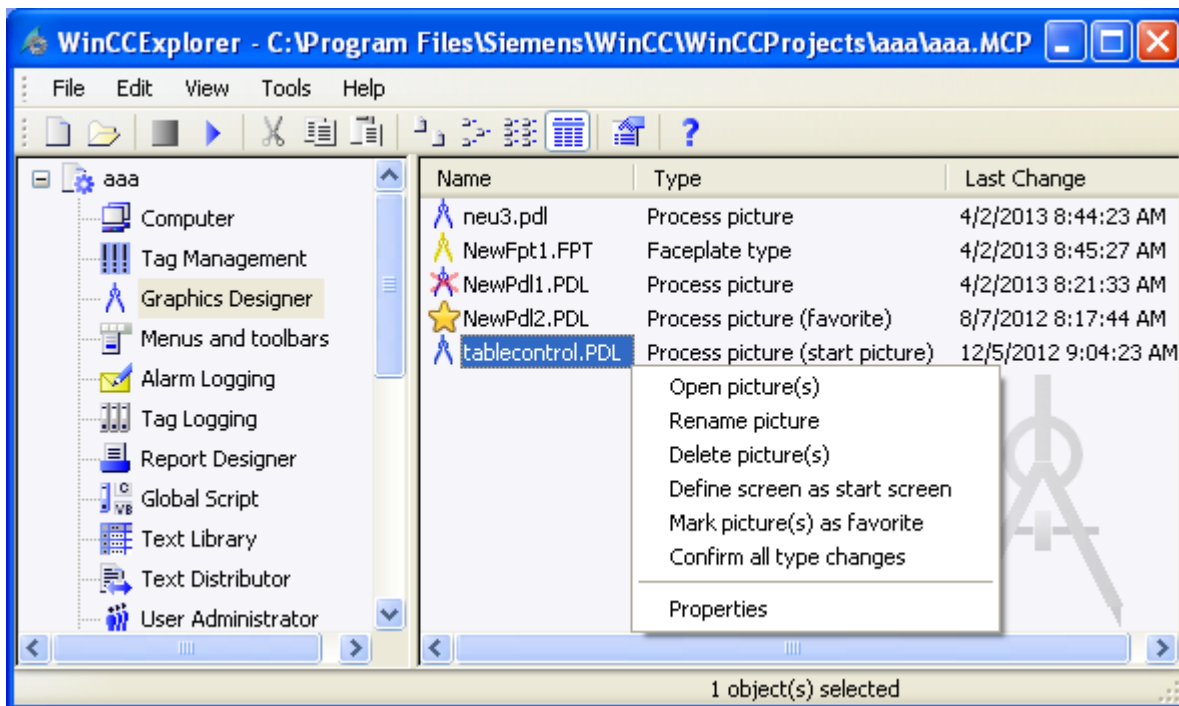 WinCCExplorer - C:\Program Files\Siemens\WinCC\WinCCProjects\aaa\aaa.MCP
File Edit View Tools Help
aaa
Computer
Tag Management
Graphics Designer
Menus and toolbars
Alarm Logging
Tag Logging
Report Designer
Global Script
Text Library
Text Distributor
User Administrator
Name Type Last Change
neu3.pdl Process picture 4/2/2013 8:44:23 AM
NewFpt1.FPT Faceplate type 4/2/2013 8:45:27 AM
NewPdl1.PDL Process picture 4/2/2013 8:21:33 AM
NewPdl2.PDL Process picture (favorite) 8/7/2012 8:17:44 AM
tablecontrol.PDL Process picture (start picture) 12/5/2012 9:04:23 AM
Open picture(s)
Rename picture
Delete picture(s)
Define screen as start screen
Mark picture(s) as favorite
Confirm all type changes
Properties
1 object(s) selected